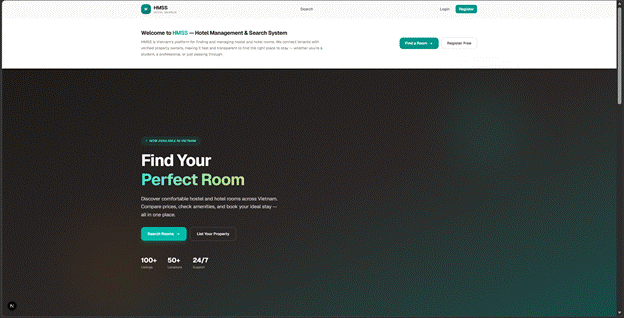 HMSS
Search
Login
Register
Welcome to HMSS — Hotel Management & Search System
HMSS is Vietnam's platform for finding and managing hostel and hotel rooms. We connect tenants with
verified property owners, making it fast and transparent to find the right place to stay — whether you're a
student, a professional, or just passing through.
Find a Room →
Register Free
NOW AVAILABLE IN VIETNAM
Find Your
Perfect Room
Discover comfortable hostel and hotel rooms across Vietnam.
Compare prices, check amenities, and book your ideal stay —
all in one place.
Search Rooms →
List Your Property
100+
50+
24/7
Listings
Locations
Support
N